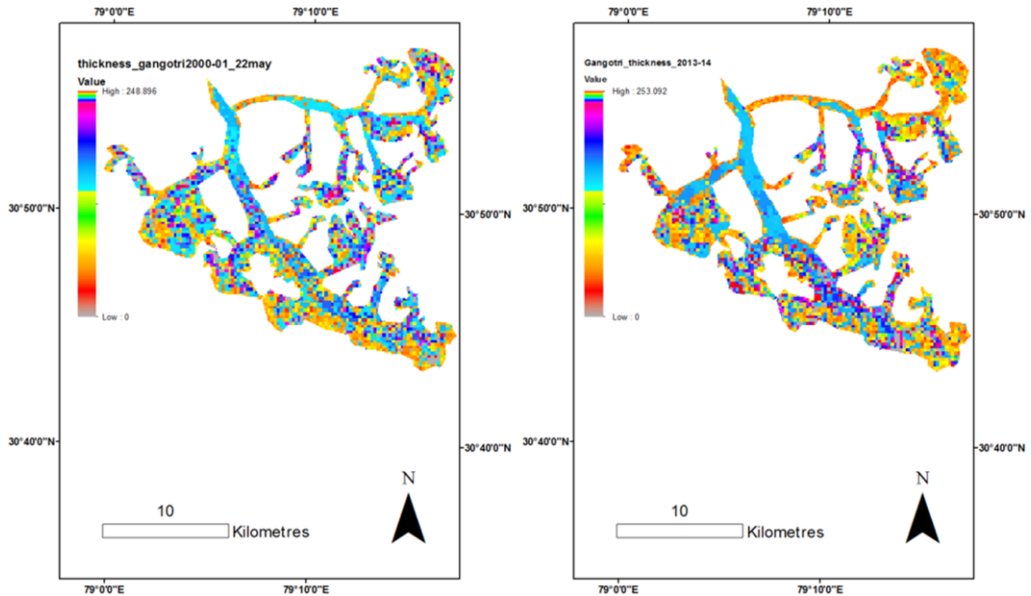 79°0'0"E 79°10'0"E
thickness_gangotri2000-01_22may
Value
High : 248.896
Low : 0
30°50'0"N
30°50'0"N
30°40'0"N
30°40'0"N
N
10
Kilometres
79°0'0"E 79°10'0"E
79°0'0"E 79°10'0"E
Gangotri_thickness_2013-14
Value
High : 253.092
Low : 0
30°50'0"N
30°50'0"N
30°40'0"N
30°40'0"N
N
10
Kilometres
79°0'0"E 79°10'0"E